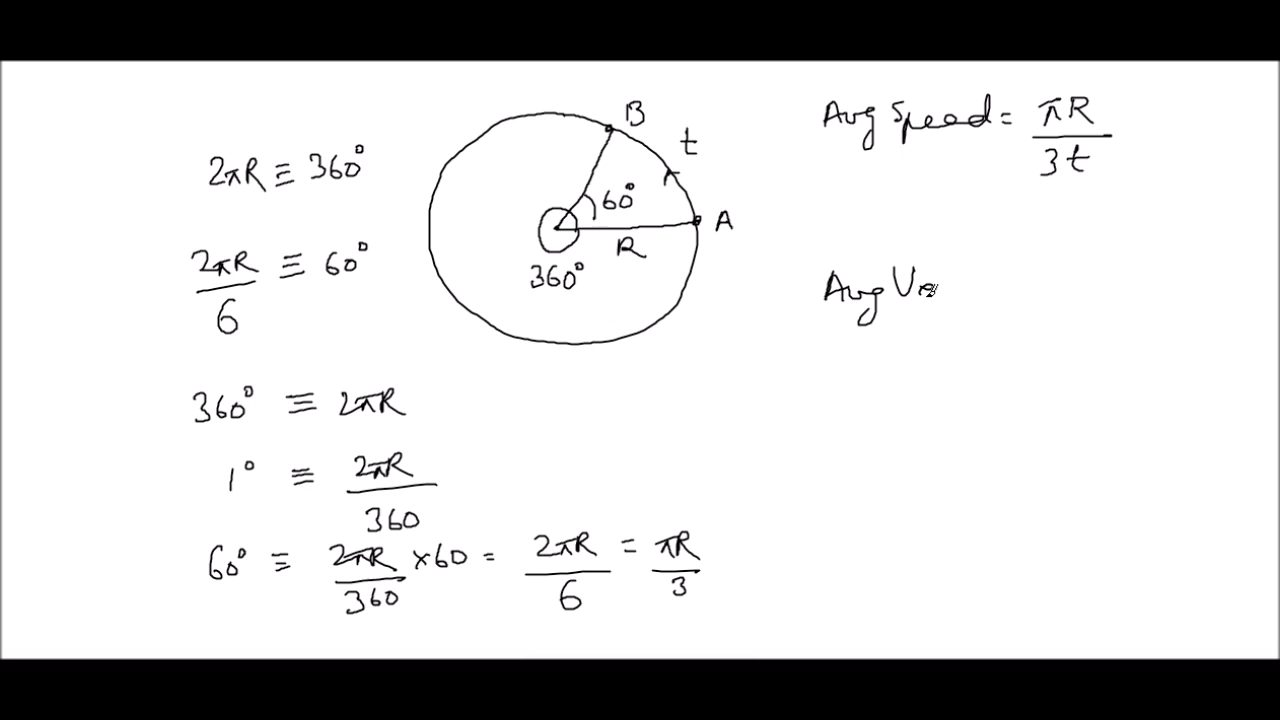 2πR ≡ 360°
2πR/6 ≡ 60°
360° ≡ 2πR
1° ≡ 2πR/360
60° ≡ 2πR/360 ×60 = 2πR/6 = πR/3
B
t
60°
A
R
360°
Avg Speed = πR/3t
Avg